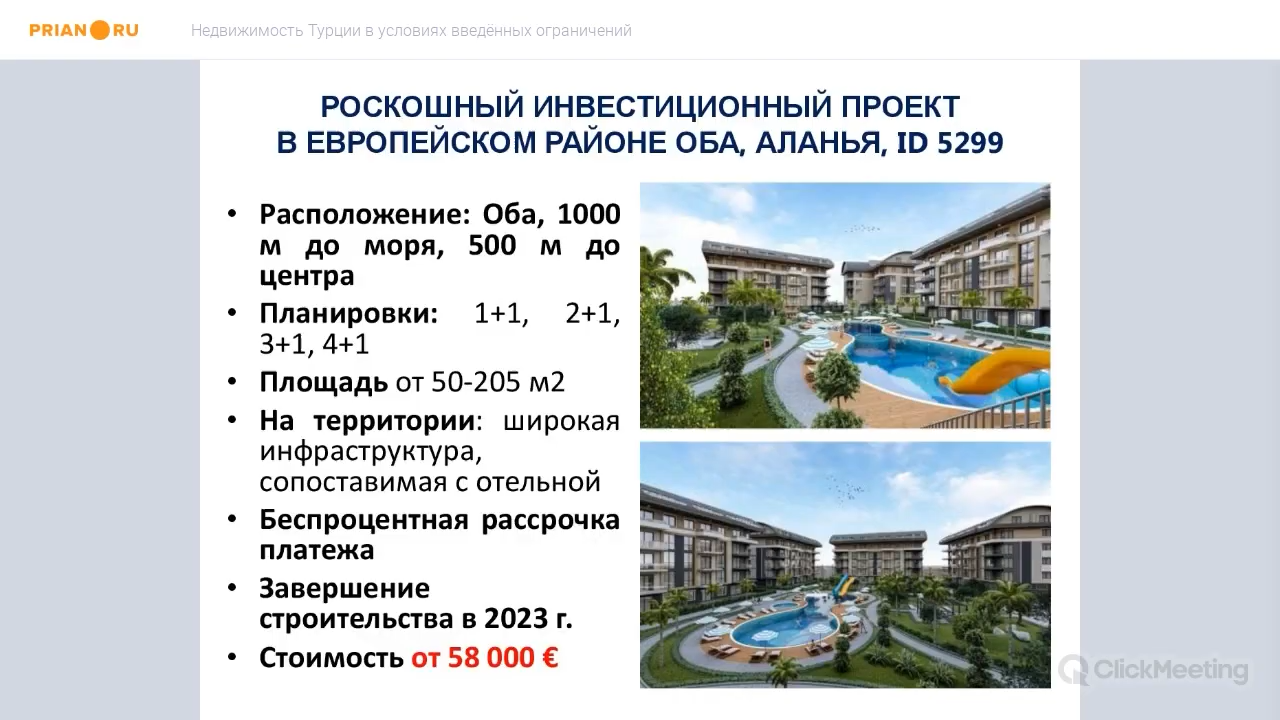 PRIAN RU
Недвижимость Турции в условиях введённых ограничений
РОСКОШНЫЙ ИНВЕСТИЦИОННЫЙ ПРОЕКТ
В ЕВРОПЕЙСКОМ РАЙОНЕ ОБА, АЛАНЬЯ, ID 5299
• Расположение: Оба, 1000
м до моря, 500 м до
центра
• Планировки: 1+1, 2+1,
3+1, 4+1
• Площадь от 50-205 м2
• На территории: широкая
инфраструктура,
сопоставимая с отельной
• Беспроцентная рассрочка
платежа
• Завершение
строительства в 2023 г.
• Стоимость от 58 000 €
ClickMeeting